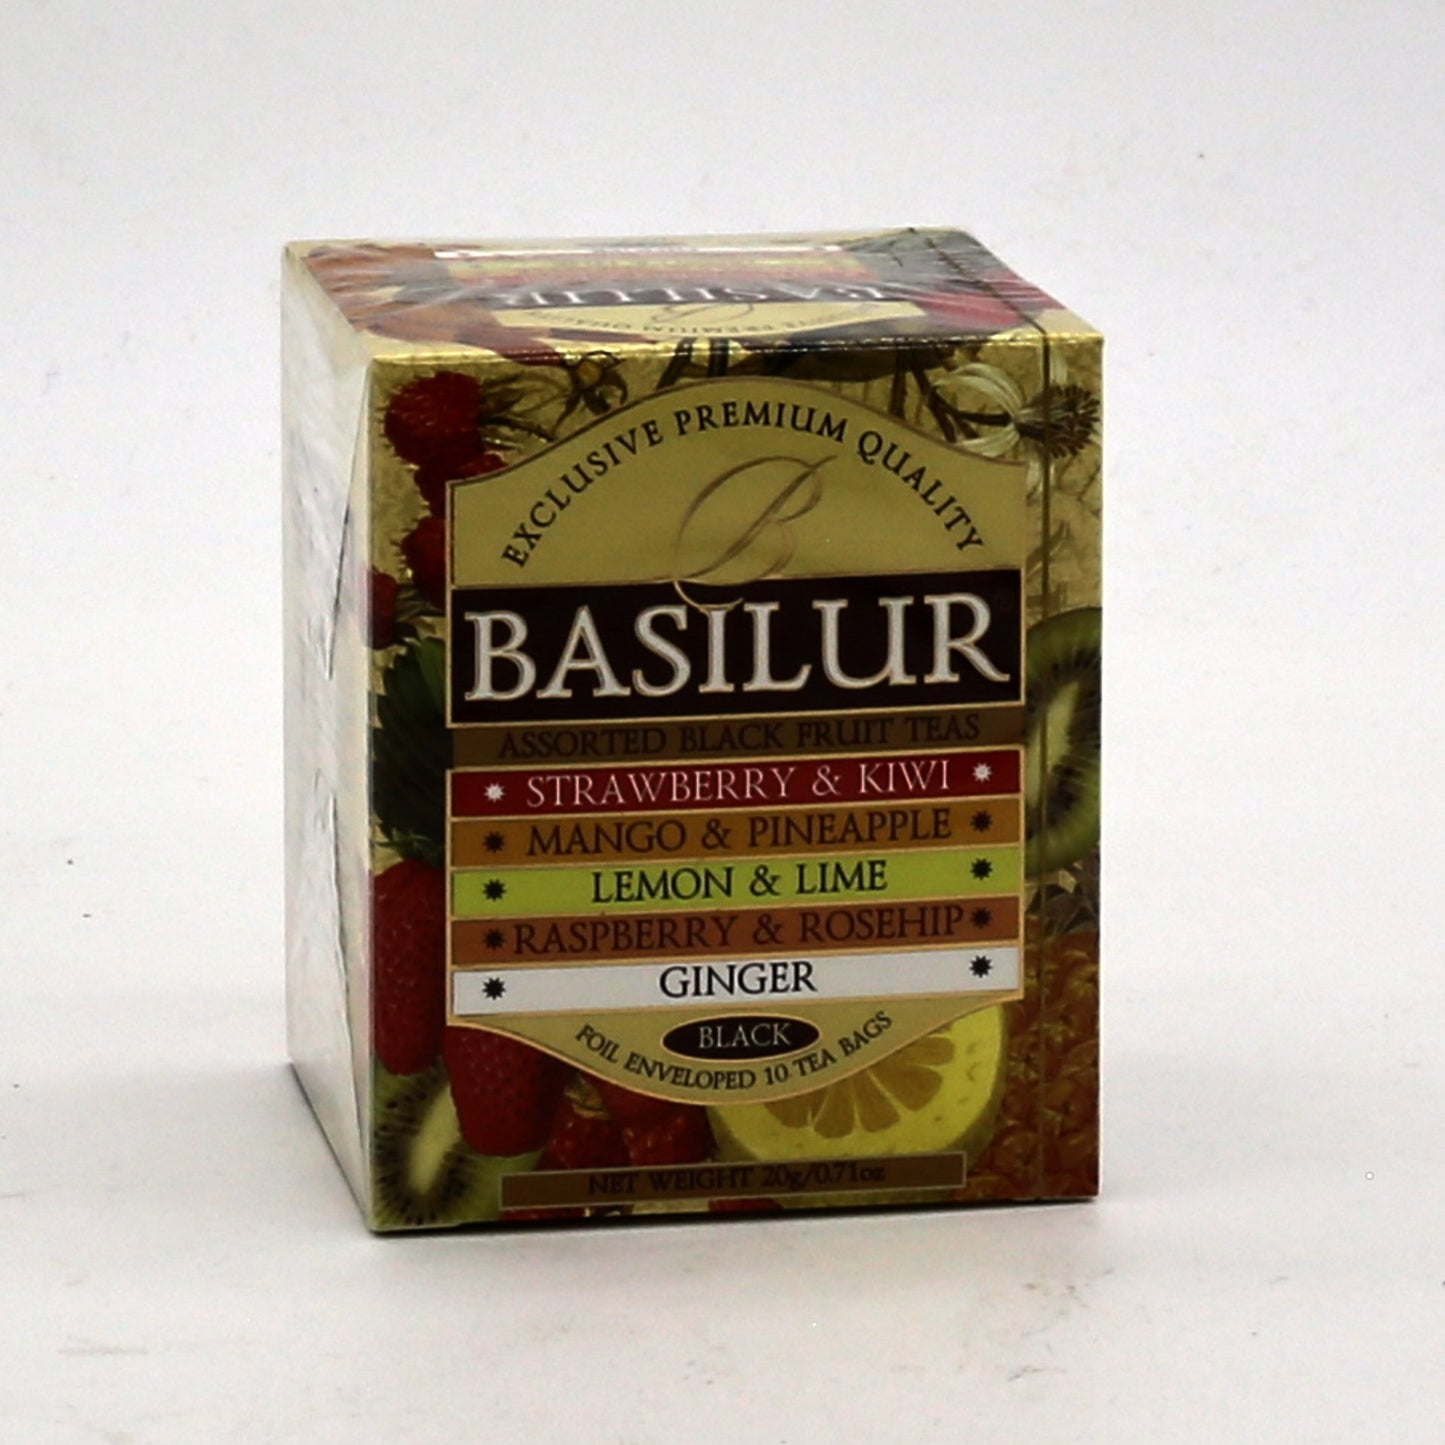 BASILUR
EXCLUSIVE PREMIUM QUALITY
B
BASILUR
ASSORTED BLACK FRUIT TEAS
STRAWBERRY & KIWI
MANGO & PINEAPPLE
LEMON & LIME
RASPBERRY & ROSEHIP
GINGER
BLACK
FOIL ENVELOPED 10 TEA BAGS
NET WEIGHT 20g/0.71oz